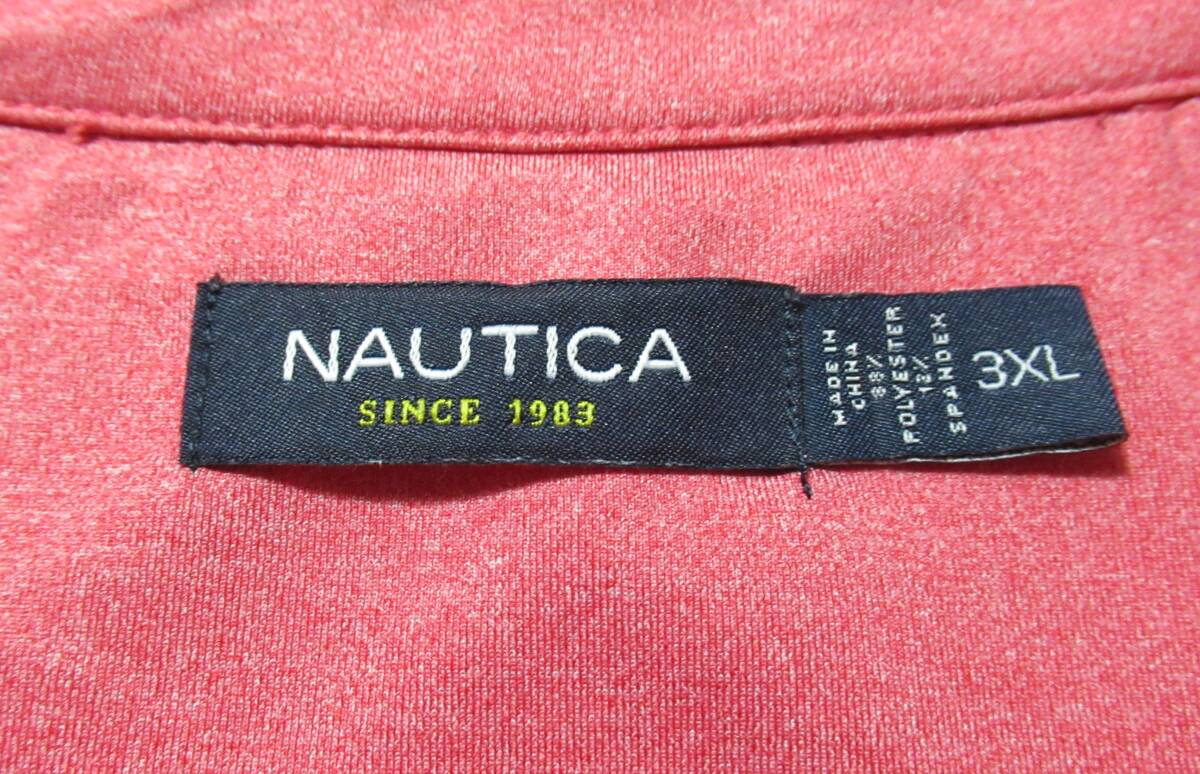 NAUTICA
SINCE 1983
MADE IN
CHINA
88%
POLYESTER
12%
SPANDEX
3XL